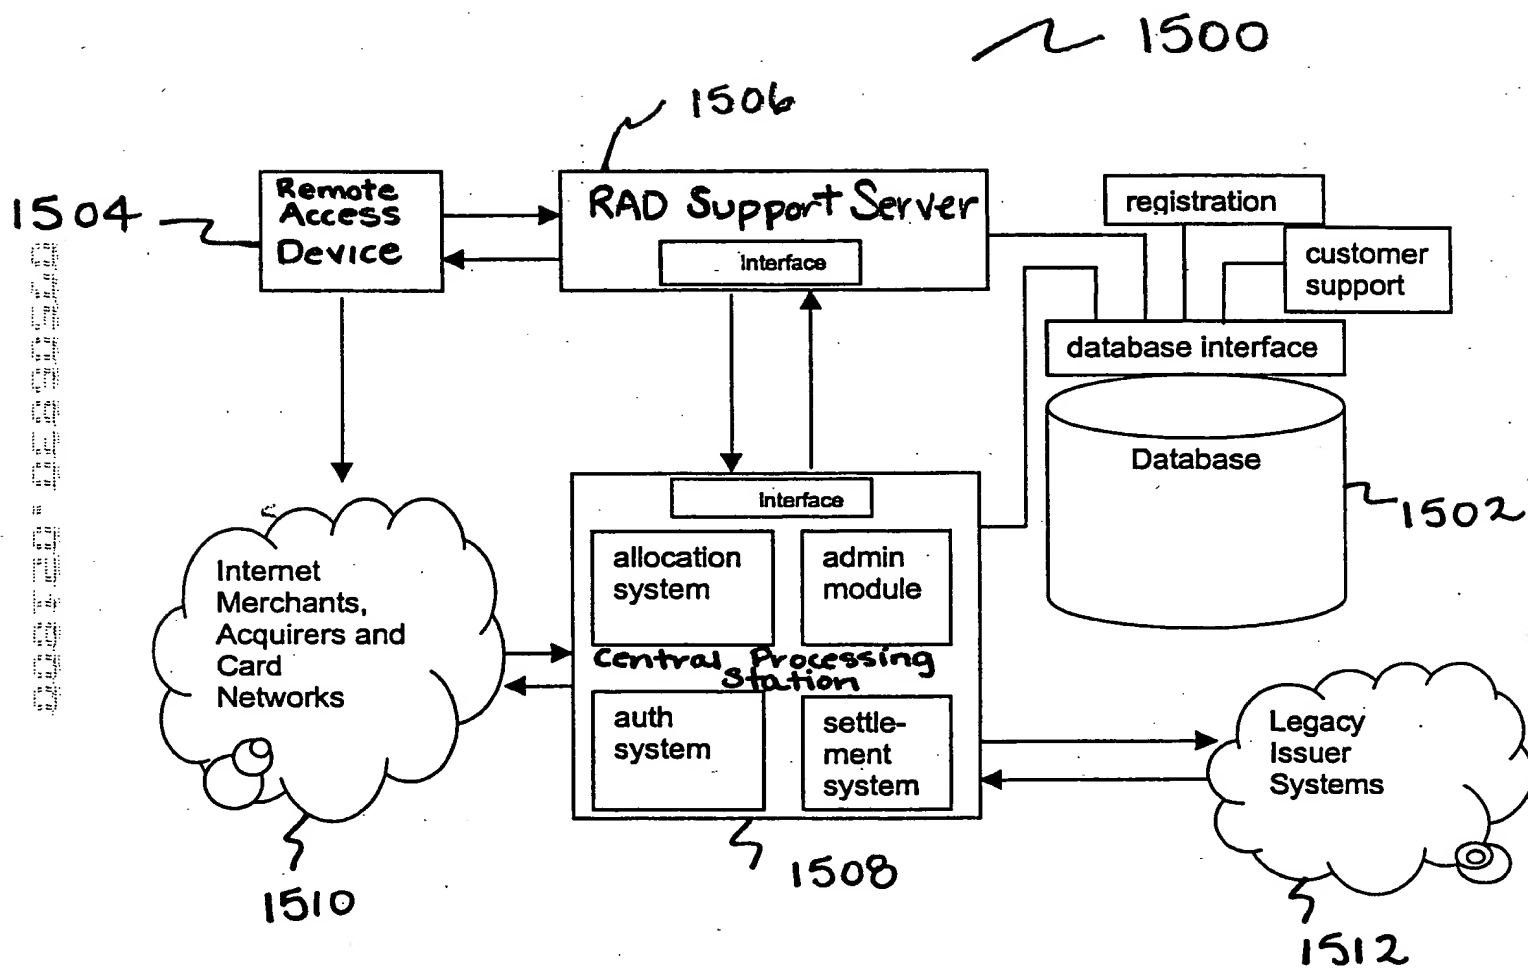 1500
1506
1504
Remote
Access
Device
RAD Support Server
Interface
registration
customer
support
database interface
Database
1502
Interface
allocation
system
admin
module
Central Processing
Station
auth
system
settle-
ment
system
Internet
Merchants,
Acquirers and
Card
Networks
Legacy
Issuer
Systems
1510
1508
1512